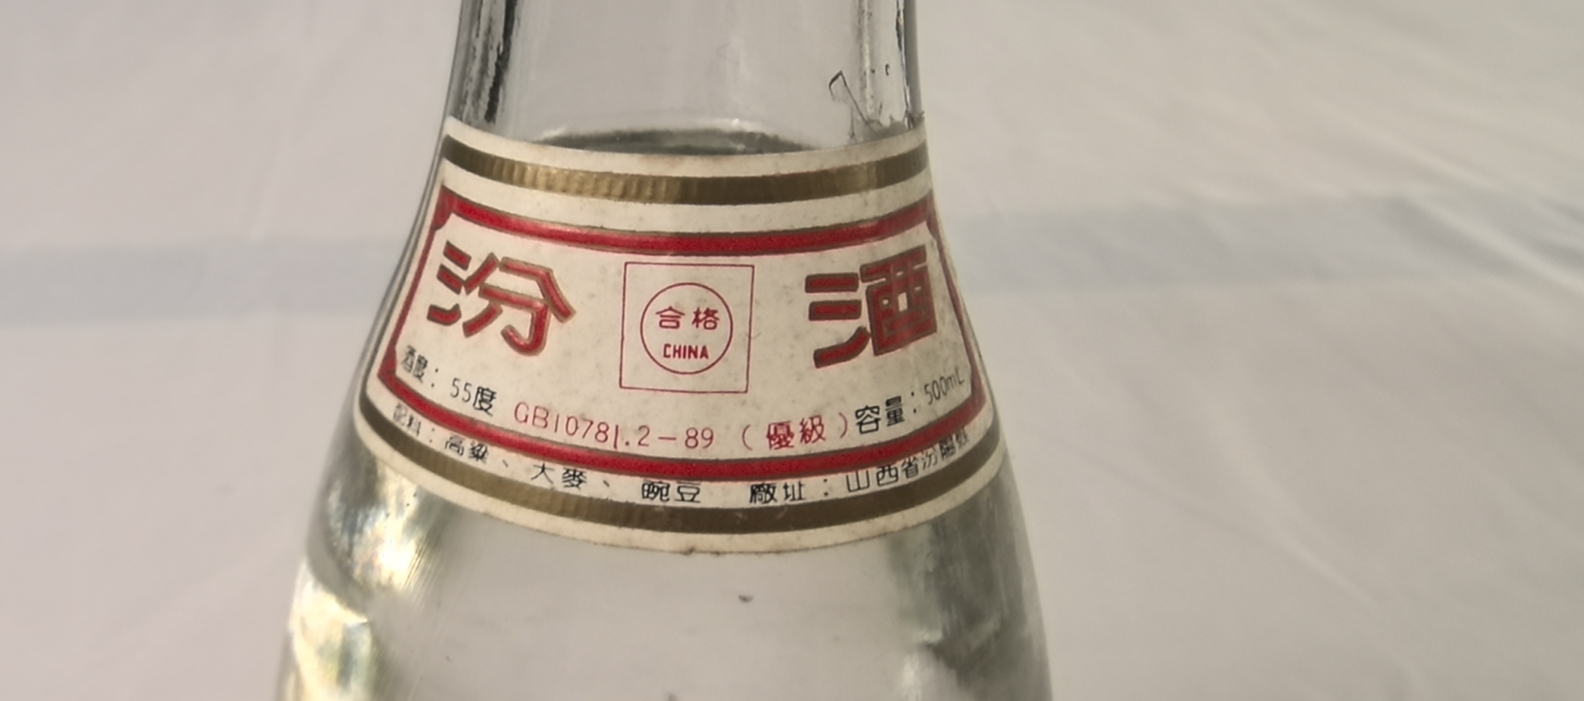 汾 酒
合格
CHINA
酒度：55度 GB10781.2－89（優級）容量：500mL
配料：高粱、大麥、豌豆 廠址：山西省汾陽縣